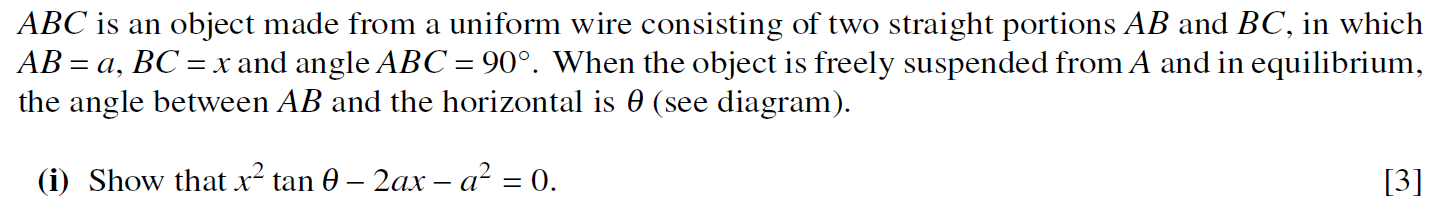 ABC is an object made from a uniform wire consisting of two straight portions AB and BC, in which
AB = a, BC = x and angle ABC = 90°. When the object is freely suspended from A and in equilibrium,
the angle between AB and the horizontal is θ (see diagram).
(i) Show that x² tan θ − 2ax − a² = 0. [3]